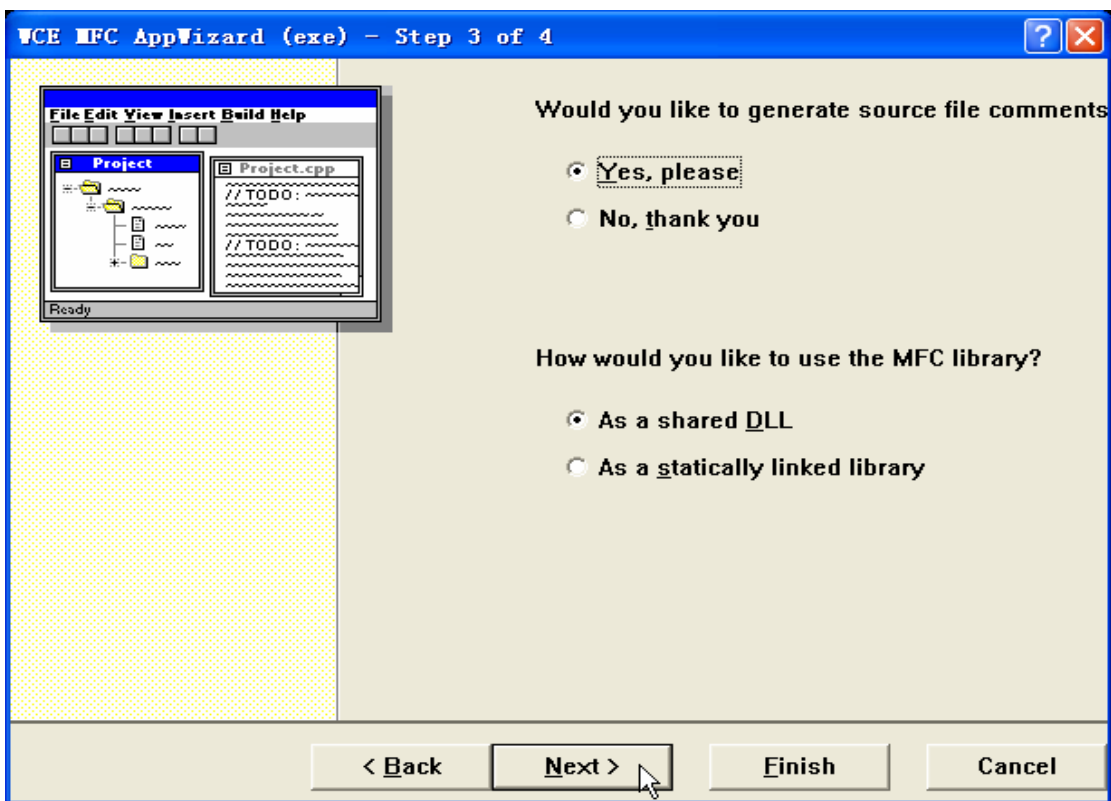 WCE MFC AppWizard (exe) - Step 3 of 4
File Edit View Insert Build Help
Project
Project.cpp
//TODO:
//TODO:
Ready
Would you like to generate source file comments
Yes, please
No, thank you
How would you like to use the MFC library?
As a shared DLL
As a statically linked library
< Back
Next >
Finish
Cancel